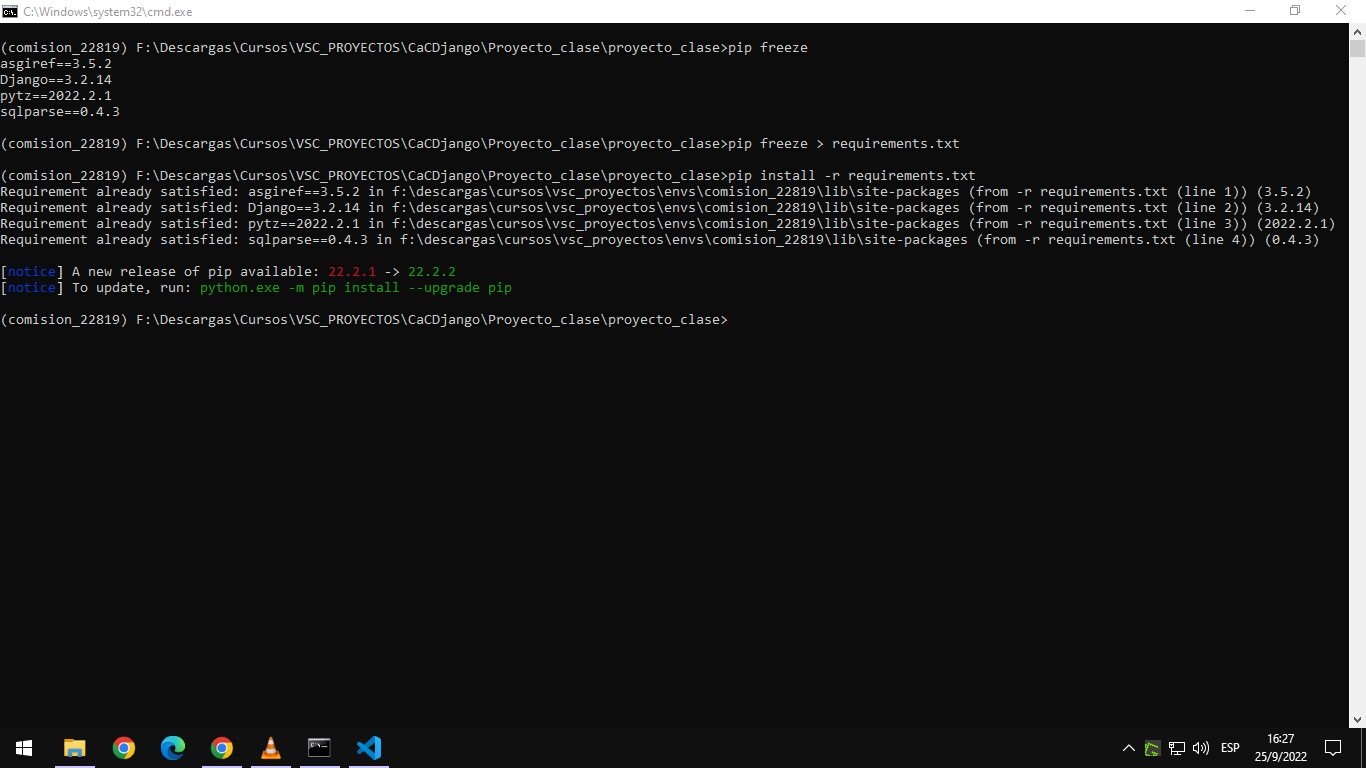 C:\Windows\system32\cmd.exe
(comision_22819) F:\Descargas\Cursos\VSC_PROYECTOS\CaCDjango\Proyecto_clase\proyecto_clase>pip freeze
asgiref==3.5.2
Django==3.2.14
pytz==2022.2.1
sqlparse==0.4.3
(comision_22819) F:\Descargas\Cursos\VSC_PROYECTOS\CaCDjango\Proyecto_clase\proyecto_clase>pip freeze > requirements.txt
(comision_22819) F:\Descargas\Cursos\VSC_PROYECTOS\CaCDjango\Proyecto_clase\proyecto_clase>pip install -r requirements.txt
Requirement already satisfied: asgiref==3.5.2 in f:\descargas\cursos\vsc_proyectos\envs\comision_22819\lib\site-packages (from -r requirements.txt (line 1)) (3.5.2)
Requirement already satisfied: Django==3.2.14 in f:\descargas\cursos\vsc_proyectos\envs\comision_22819\lib\site-packages (from -r requirements.txt (line 2)) (3.2.14)
Requirement already satisfied: pytz==2022.2.1 in f:\descargas\cursos\vsc_proyectos\envs\comision_22819\lib\site-packages (from -r requirements.txt (line 3)) (2022.2.1)
Requirement already satisfied: sqlparse==0.4.3 in f:\descargas\cursos\vsc_proyectos\envs\comision_22819\lib\site-packages (from -r requirements.txt (line 4)) (0.4.3)
[notice] A new release of pip available: 22.2.1 -> 22.2.2
[notice] To update, run: python.exe -m pip install --upgrade pip
(comision_22819) F:\Descargas\Cursos\VSC_PROYECTOS\CaCDjango\Proyecto_clase\proyecto_clase>
ESP
16:27
25/9/2022